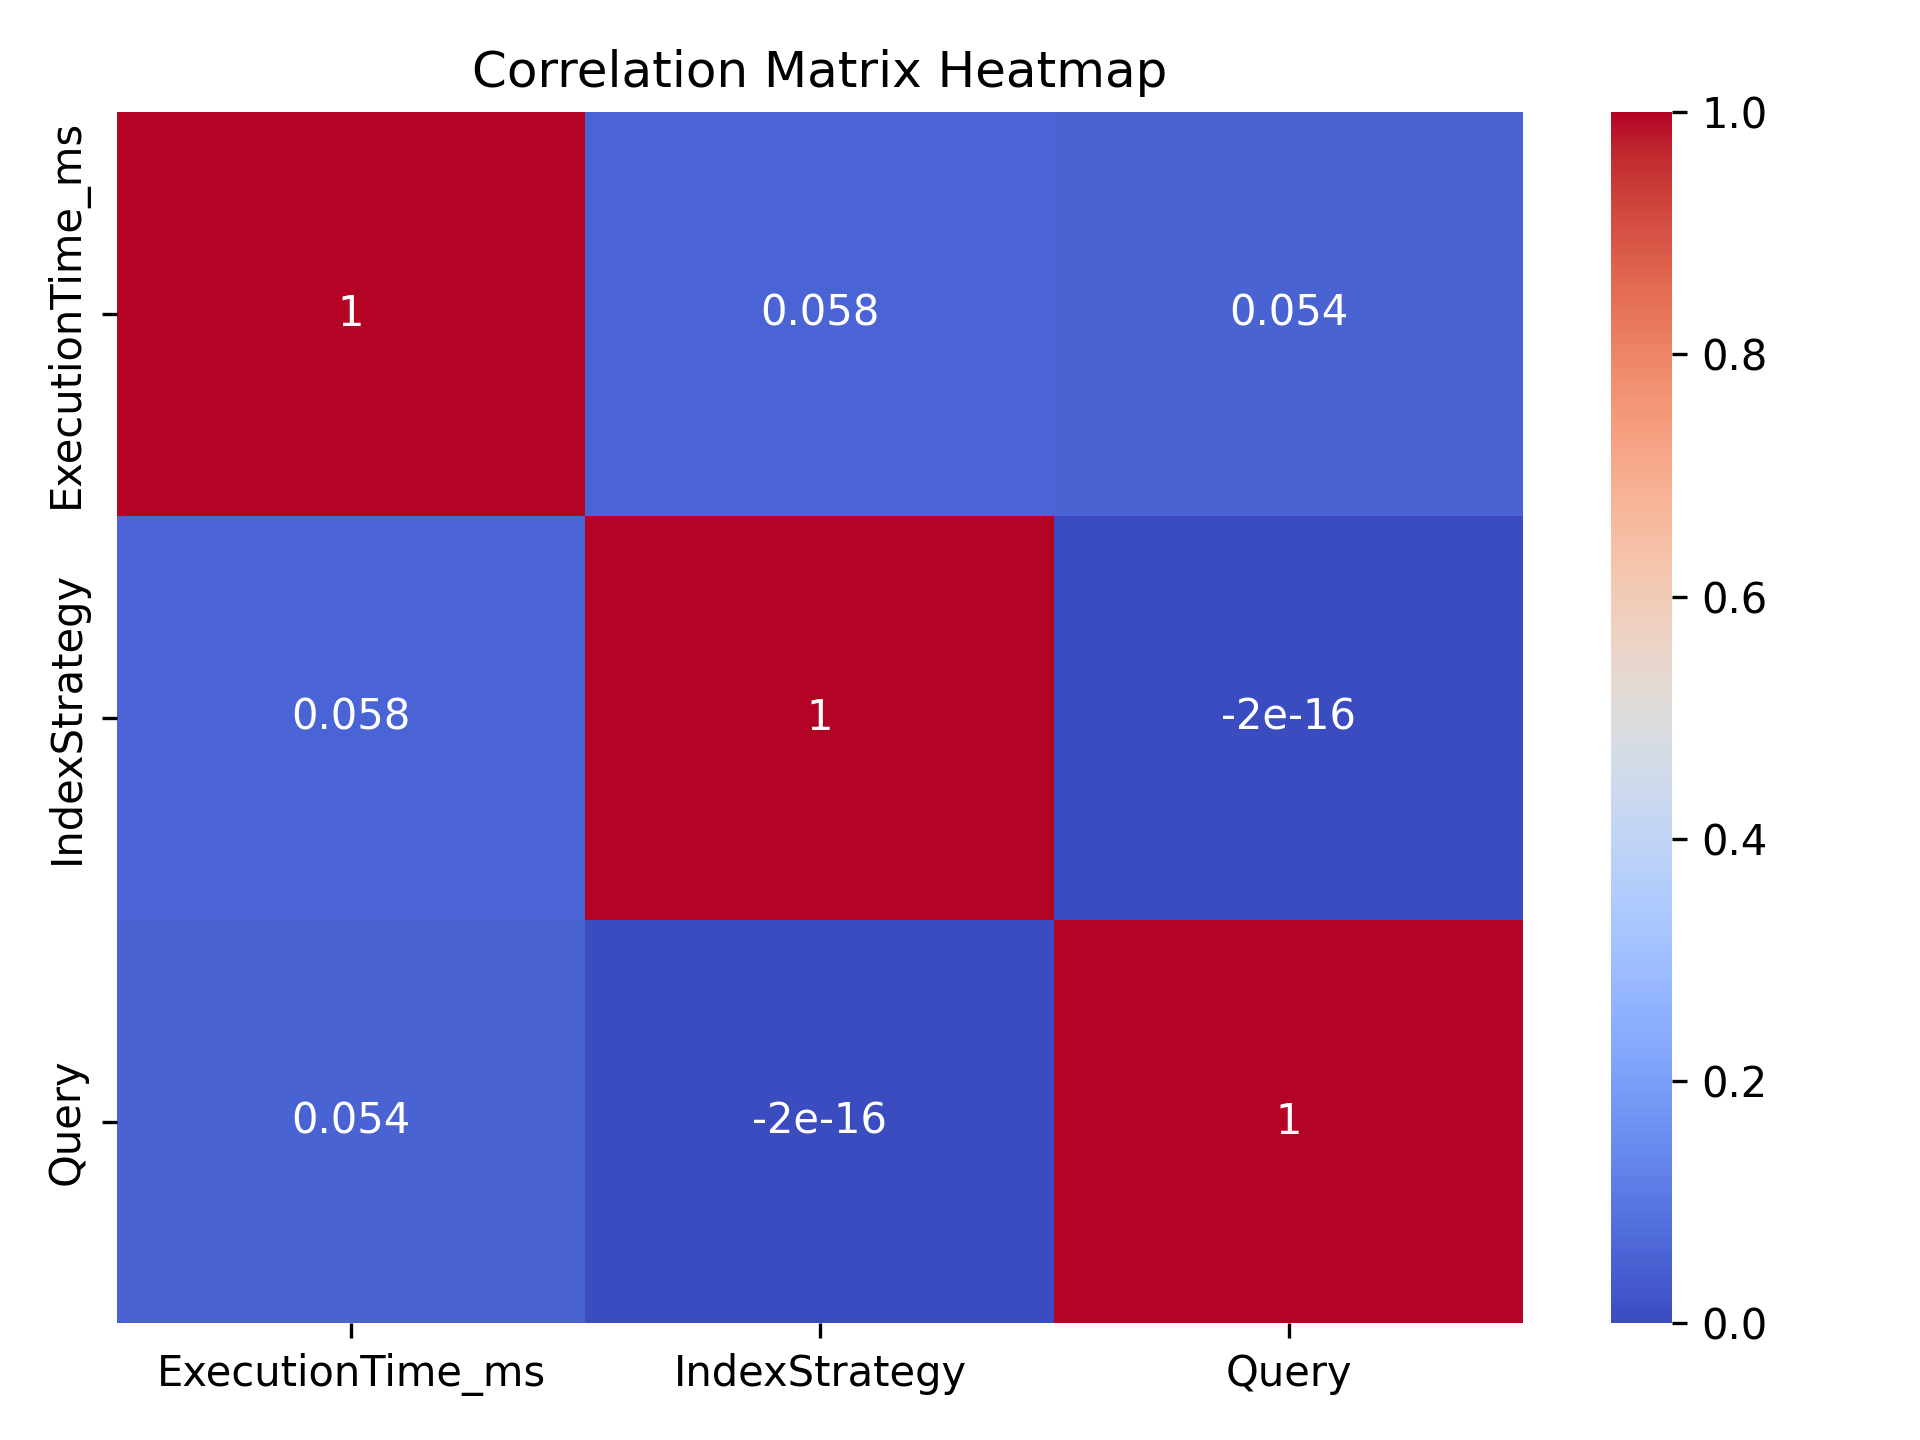 Correlation Matrix Heatmap
ExecutionTime_ms
IndexStrategy
Query
1
0.058
0.054
0.058
1
-2e-16
0.054
-2e-16
1
ExecutionTime_ms
IndexStrategy
Query
1.0
0.8
0.6
0.4
0.2
0.0